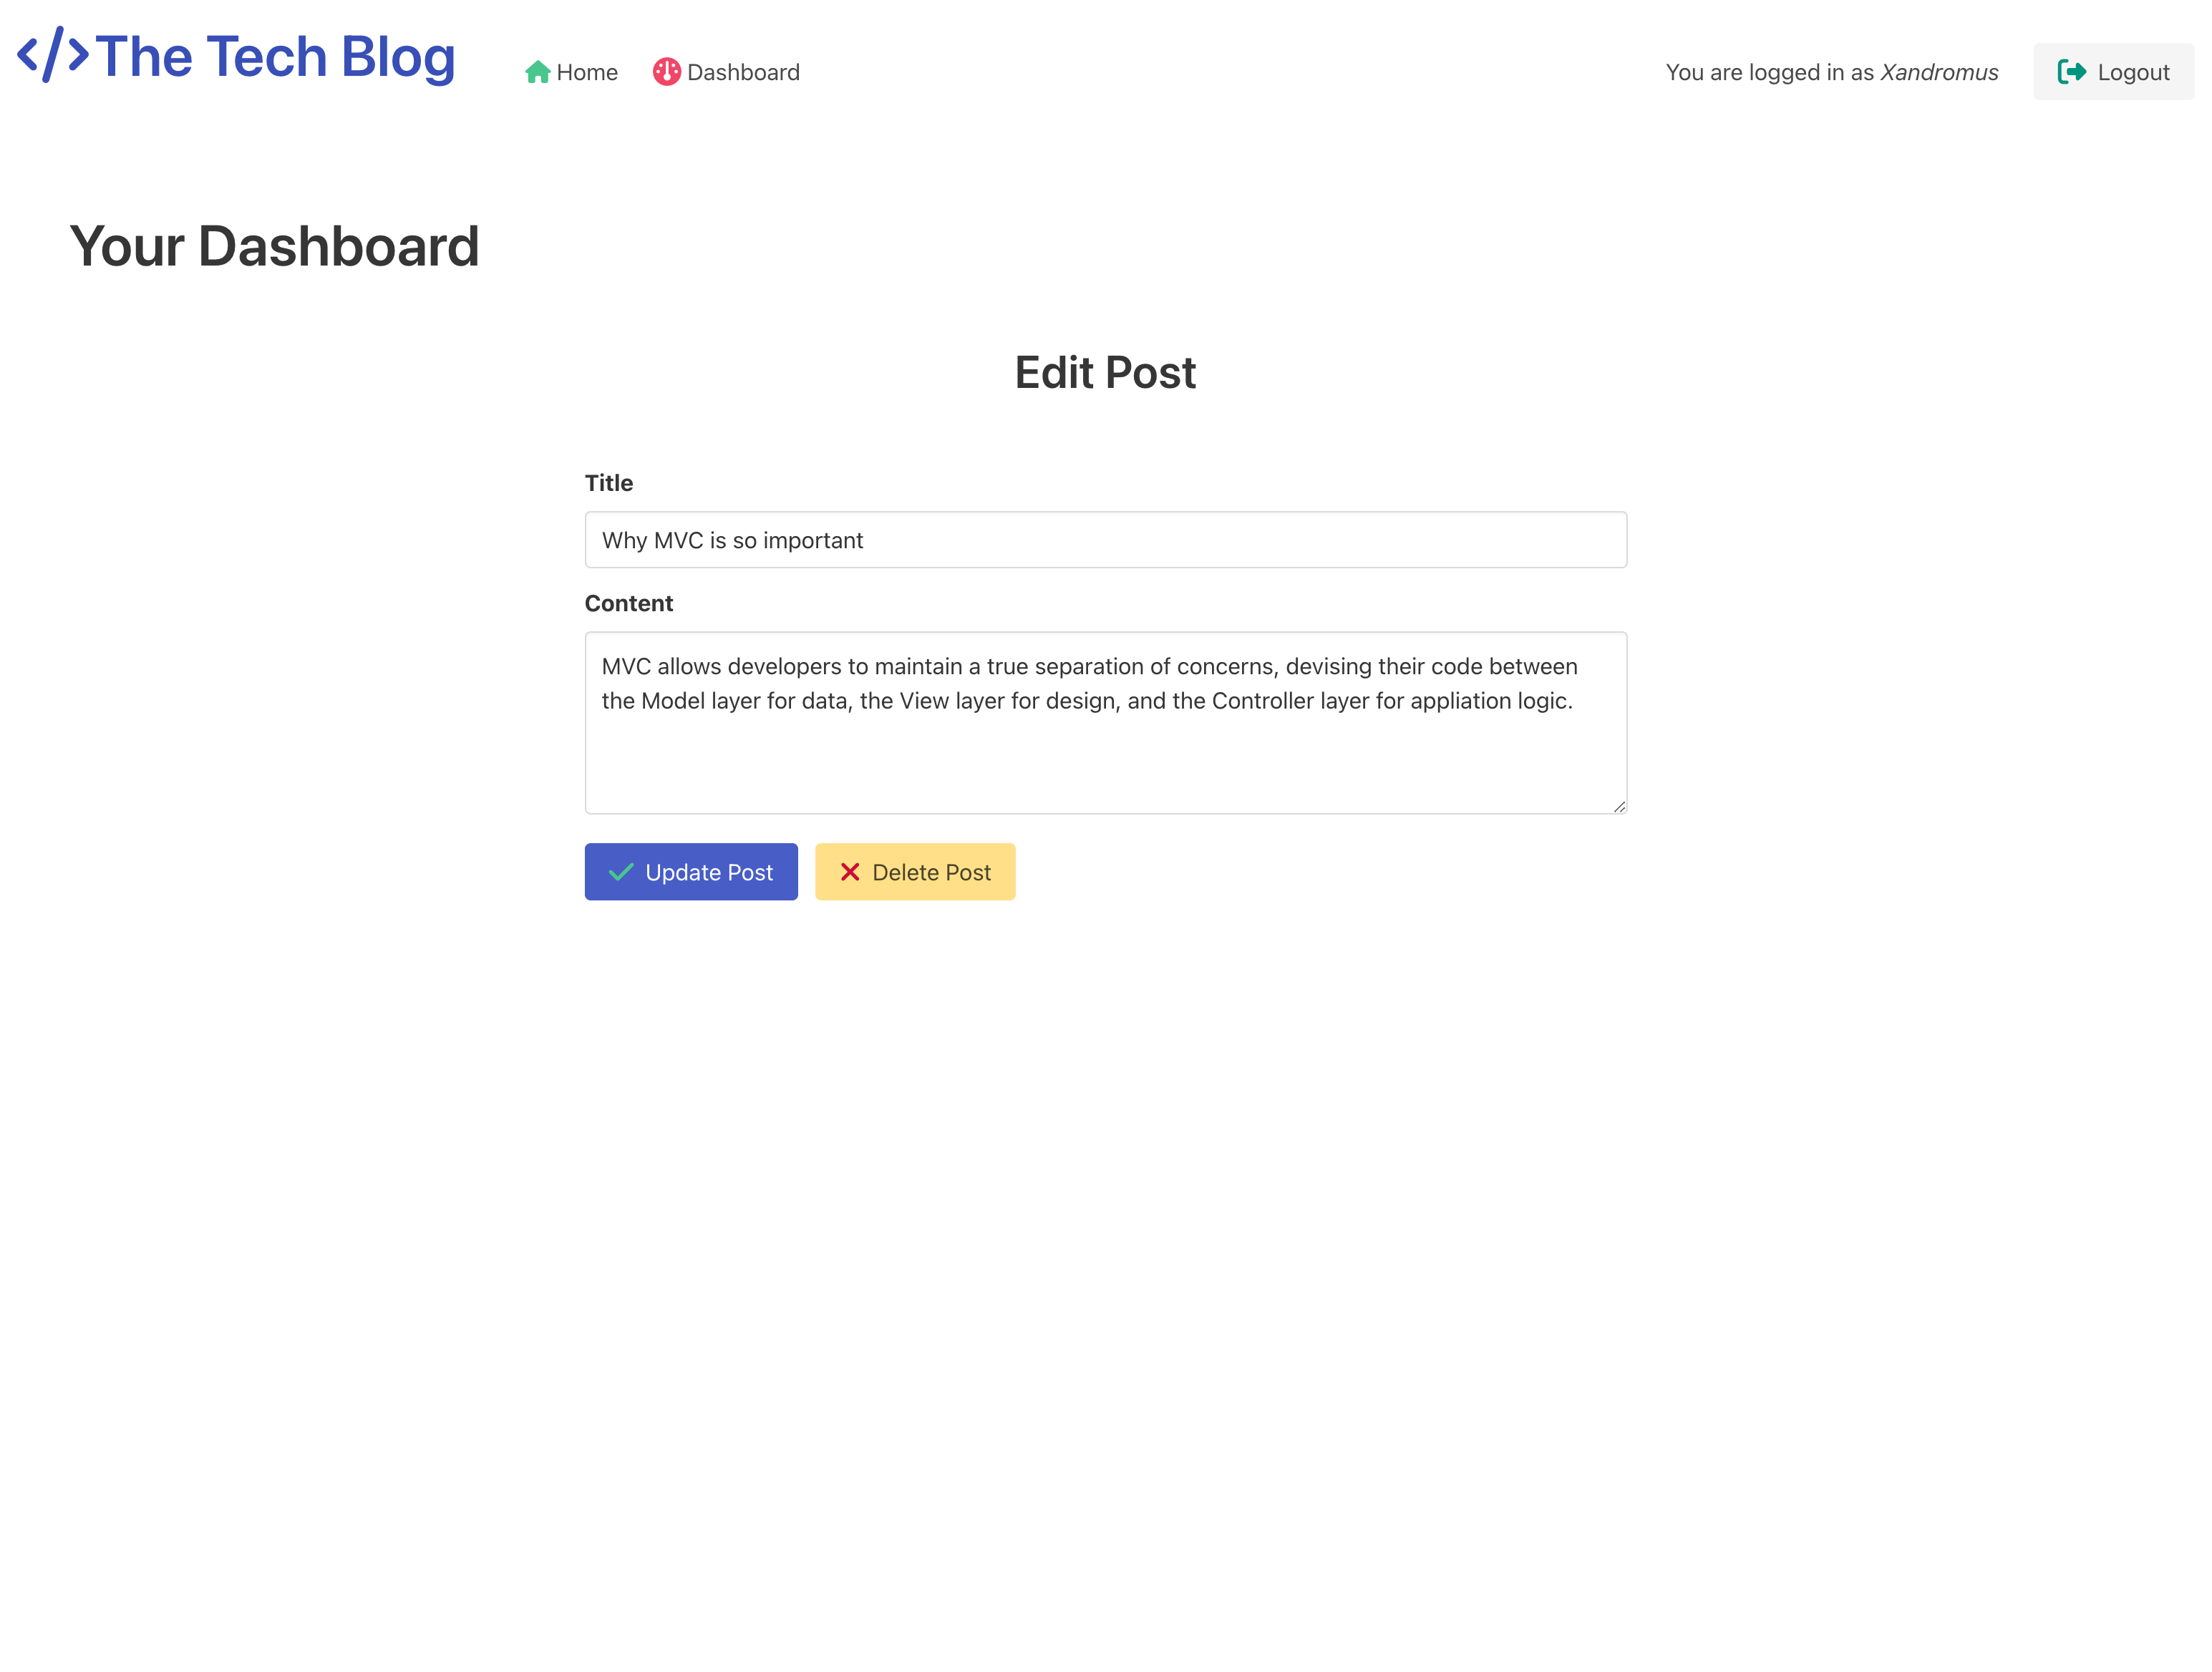 </>The Tech Blog
Home
Dashboard
You are logged in as Xandromus
Logout
Your Dashboard
Edit Post
Title
Why MVC is so important
Content
MVC allows developers to maintain a true separation of concerns, devising their code between
the Model layer for data, the View layer for design, and the Controller layer for appliation logic.
Update Post
Delete Post